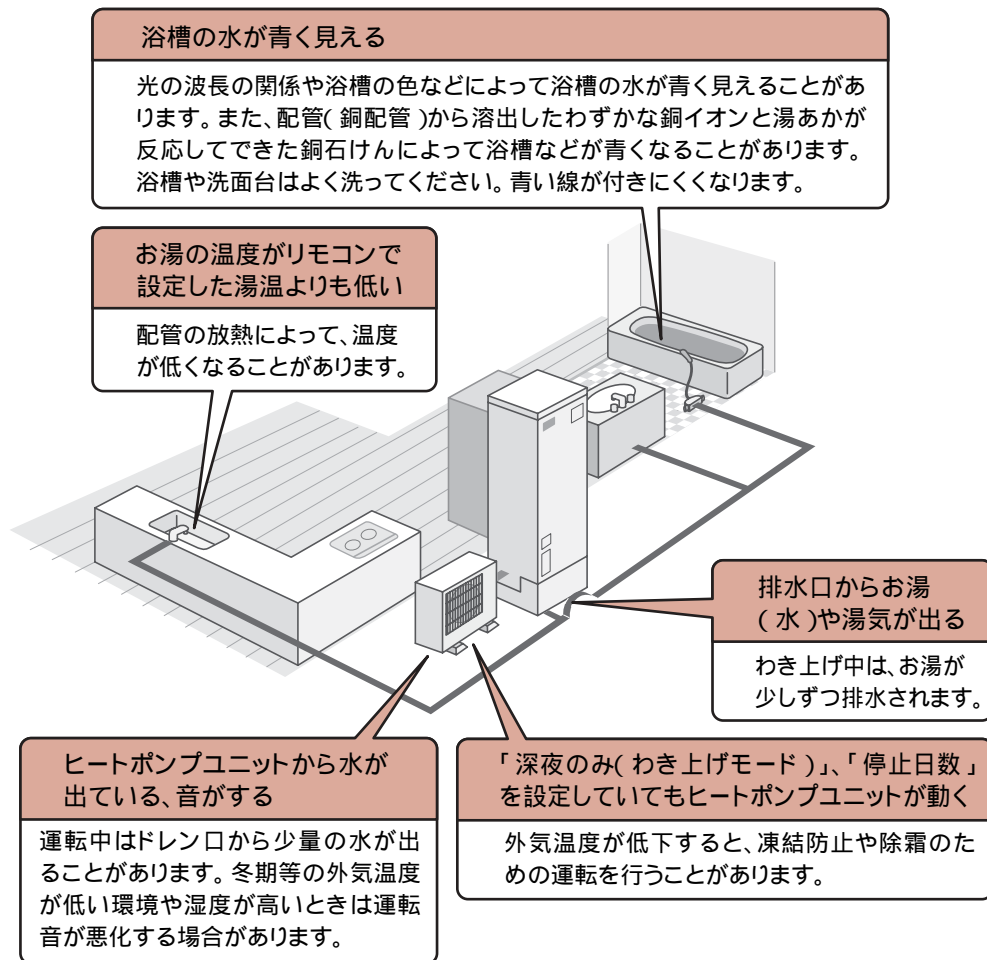 浴槽の水が青く見える
光の波長の関係や浴槽の色などによって浴槽の水が青く見えることがあ
ります。また、配管(銅配管)から溶出したわずかな銅イオンと湯あかが
反応してできた銅石けんによって浴槽などが青くなることがあります。
浴槽や洗面台はよく洗ってください。青い線が付きにくくなります。
お湯の温度がリモコンで
設定した湯温よりも低い
配管の放熱によって、温度
が低くなることがあります。
排水口からお湯
(水)や湯気が出る
わき上げ中は、お湯が
少しずつ排水されます。
ヒートポンプユニットから水が
出ている、音がする
運転中はドレン口から少量の水が出
ることがあります。冬期等の外気温度
が低い環境や湿度が高いときは運転
音が悪化する場合があります。
「深夜のみ(わき上げモード)」、「停止日数」
を設定していてもヒートポンプユニットが動く
外気温度が低下すると、凍結防止や除霜のた
めの運転を行うことがあります。